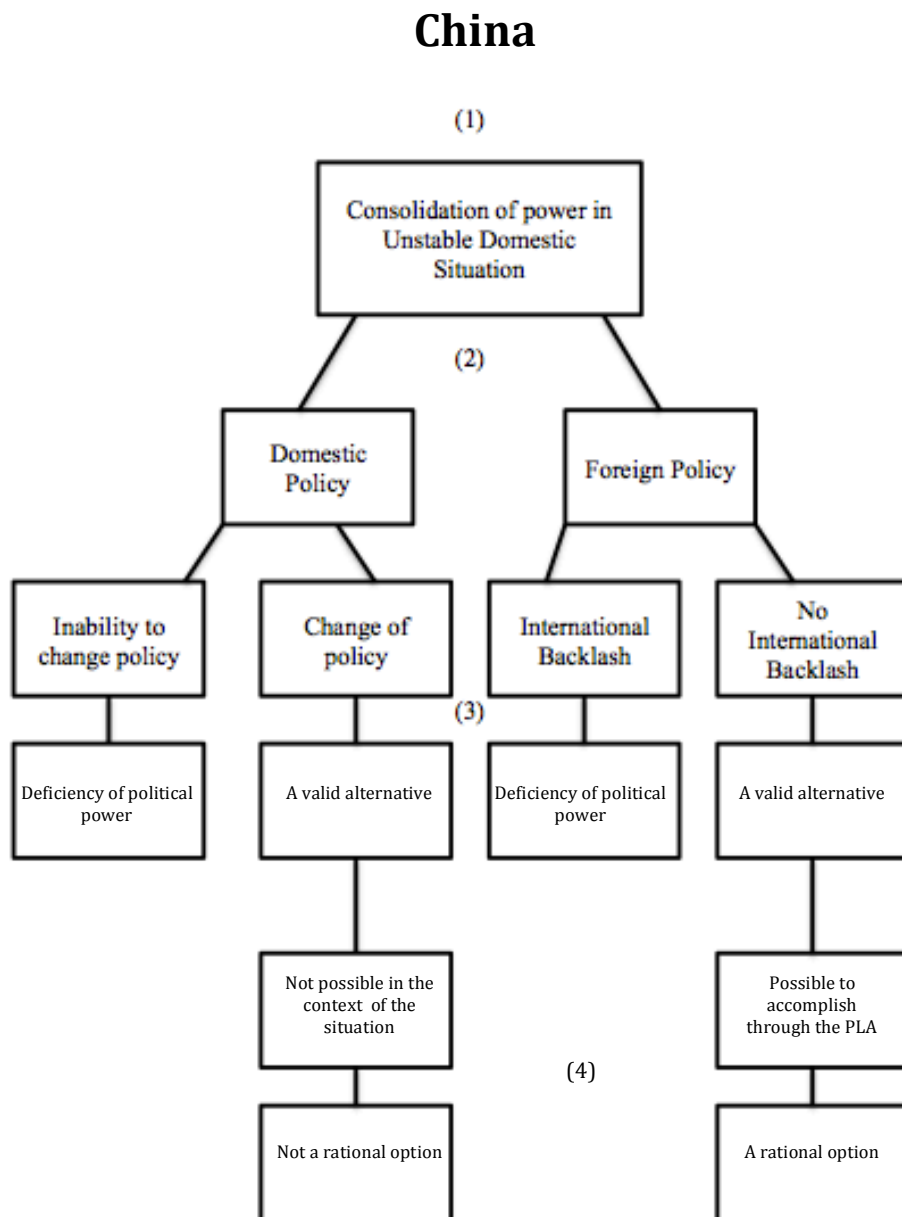 China
(1)
Consolidation of power in
Unstable Domestic
Situation
(2)
Domestic
Policy
Foreign Policy
Inability to
change policy
Change of
policy
International
Backlash
No
International
Backlash
(3)
Deficiency of political
power
A valid alternative
Deficiency of political
power
A valid alternative
Not possible in the
context of the
situation
Possible to
accomplish
through the PLA
(4)
Not a rational option
A rational option